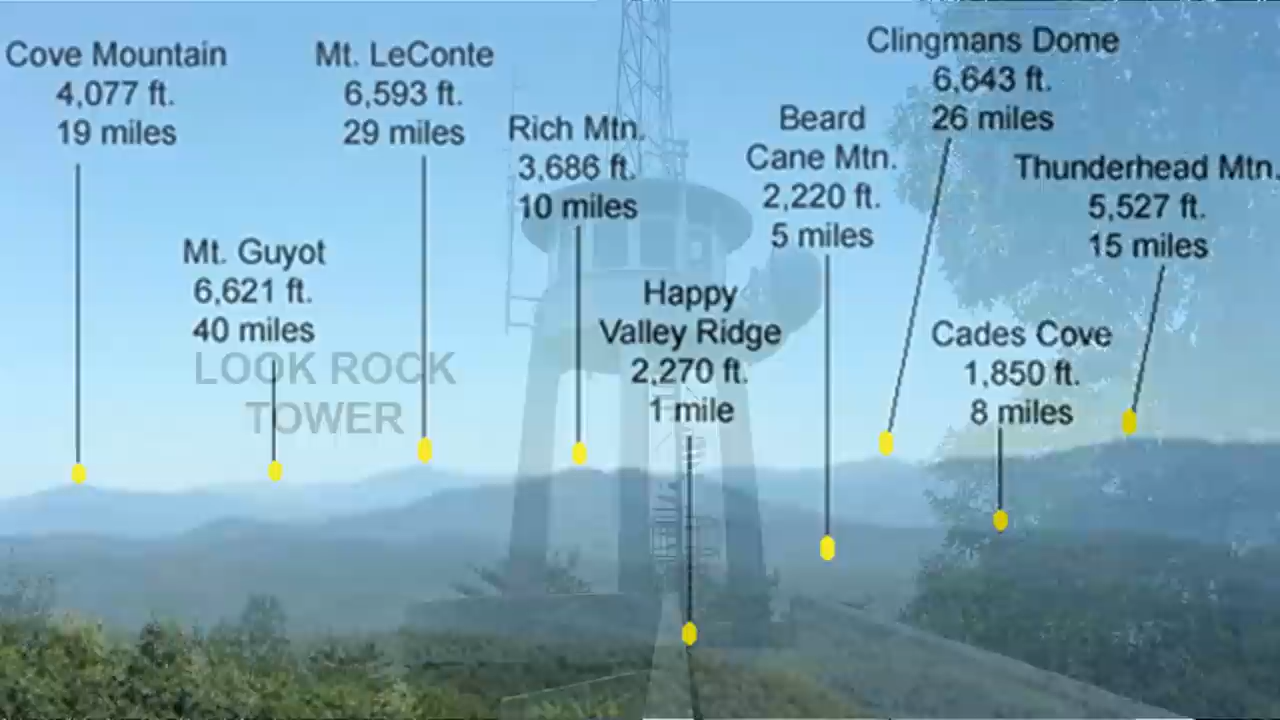 Cove Mountain
4,077 ft.
19 miles
Mt. Guyot
6,621 ft.
40 miles
LOOK ROCK
TOWER
Mt. LeConte
6,593 ft.
29 miles
Rich Mtn.
3,686 ft.
10 miles
Happy
Valley Ridge
2,270 ft.
1 mile
Beard
Cane Mtn.
2,220 ft.
5 miles
Clingmans Dome
6,643 ft.
26 miles
Cades Cove
1,850 ft.
8 miles
Thunderhead Mtn.
5,527 ft.
15 miles